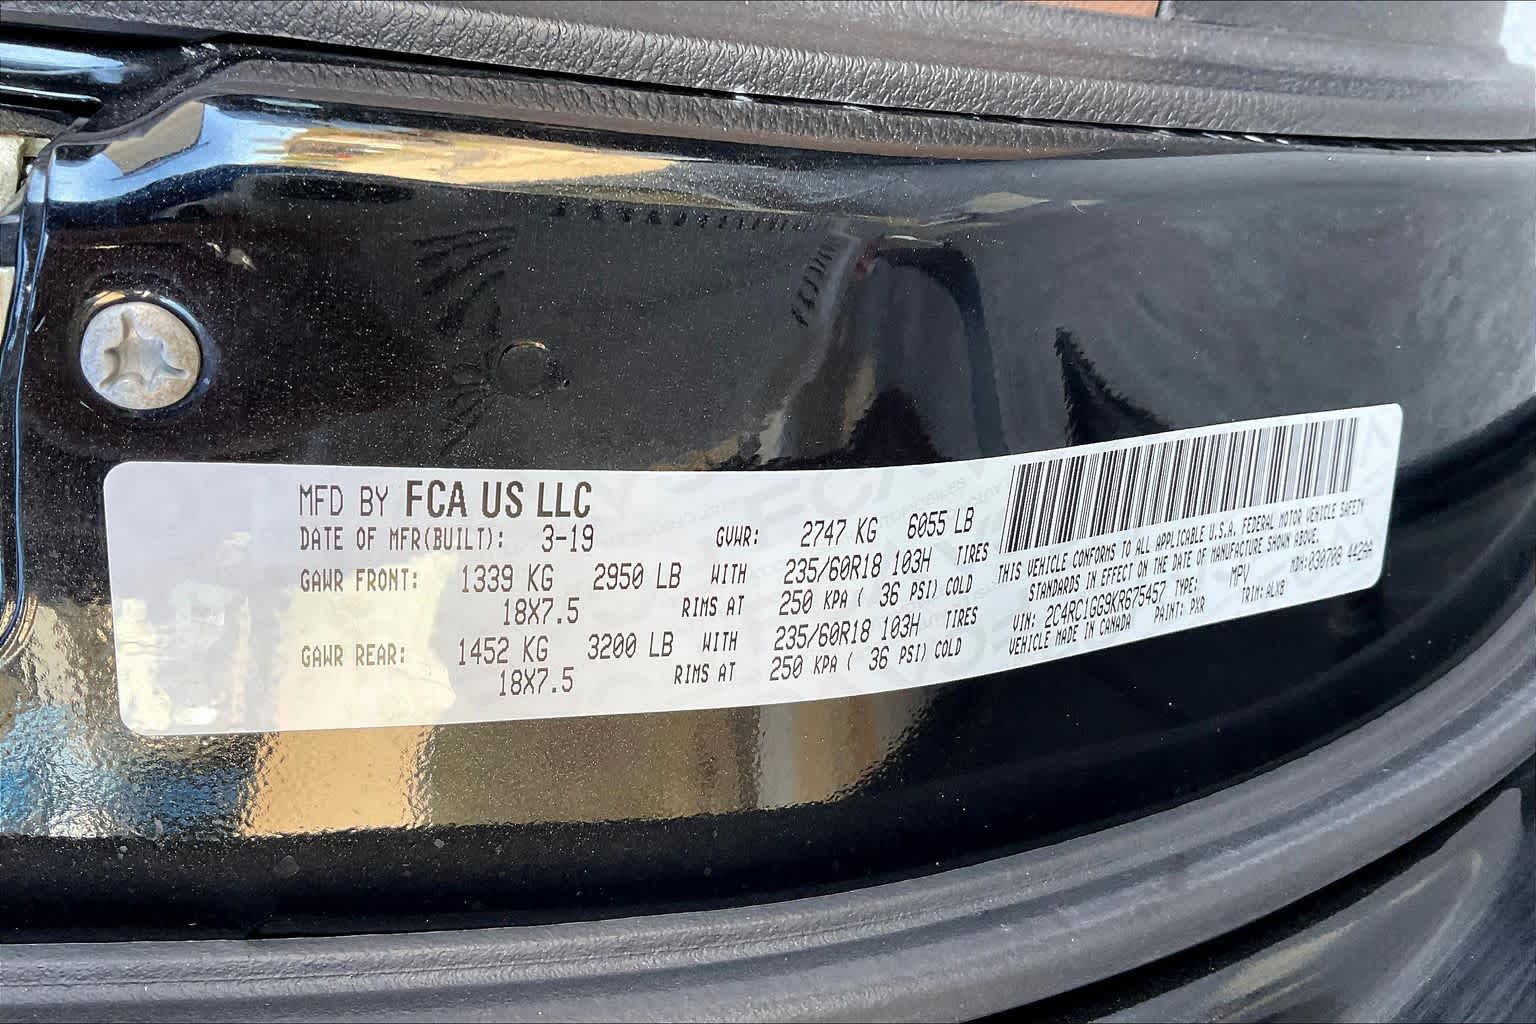 MFD BY FCA US LLC
DATE OF MFR(BUILT): 3-19 GVWR: 2747 KG 6055 LB
GAWR FRONT: 1339 KG 2950 LB WITH 235/60R18 103H TIRES
18X7.5 RIMS AT 250 KPA ( 36 PSI) COLD
GAWR REAR: 1452 KG 3200 LB WITH 235/60R18 103H TIRES
18X7.5 RIMS AT 250 KPA ( 36 PSI) COLD
THIS VEHICLE CONFORMS TO ALL APPLICABLE U.S.A. FEDERAL MOTOR VEHICLE SAFETY
STANDARDS IN EFFECT ON THE DATE OF MANUFACTURE SHOWN ABOVE.
VIN: 2C4RC1GG9KR675457 TYPE: MPV MDH:030708 442AA
VEHICLE MADE IN CANADA PAINT: PXR TRIM:ALX8